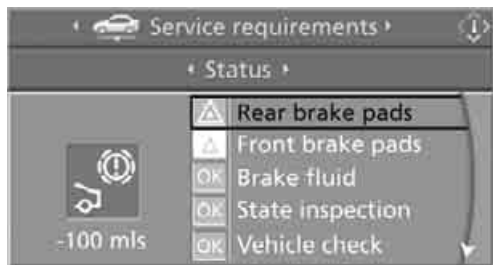 Service requirements
Status
Rear brake pads
Front brake pads
OK Brake fluid
OK State inspection
OK Vehicle check
-100 mls